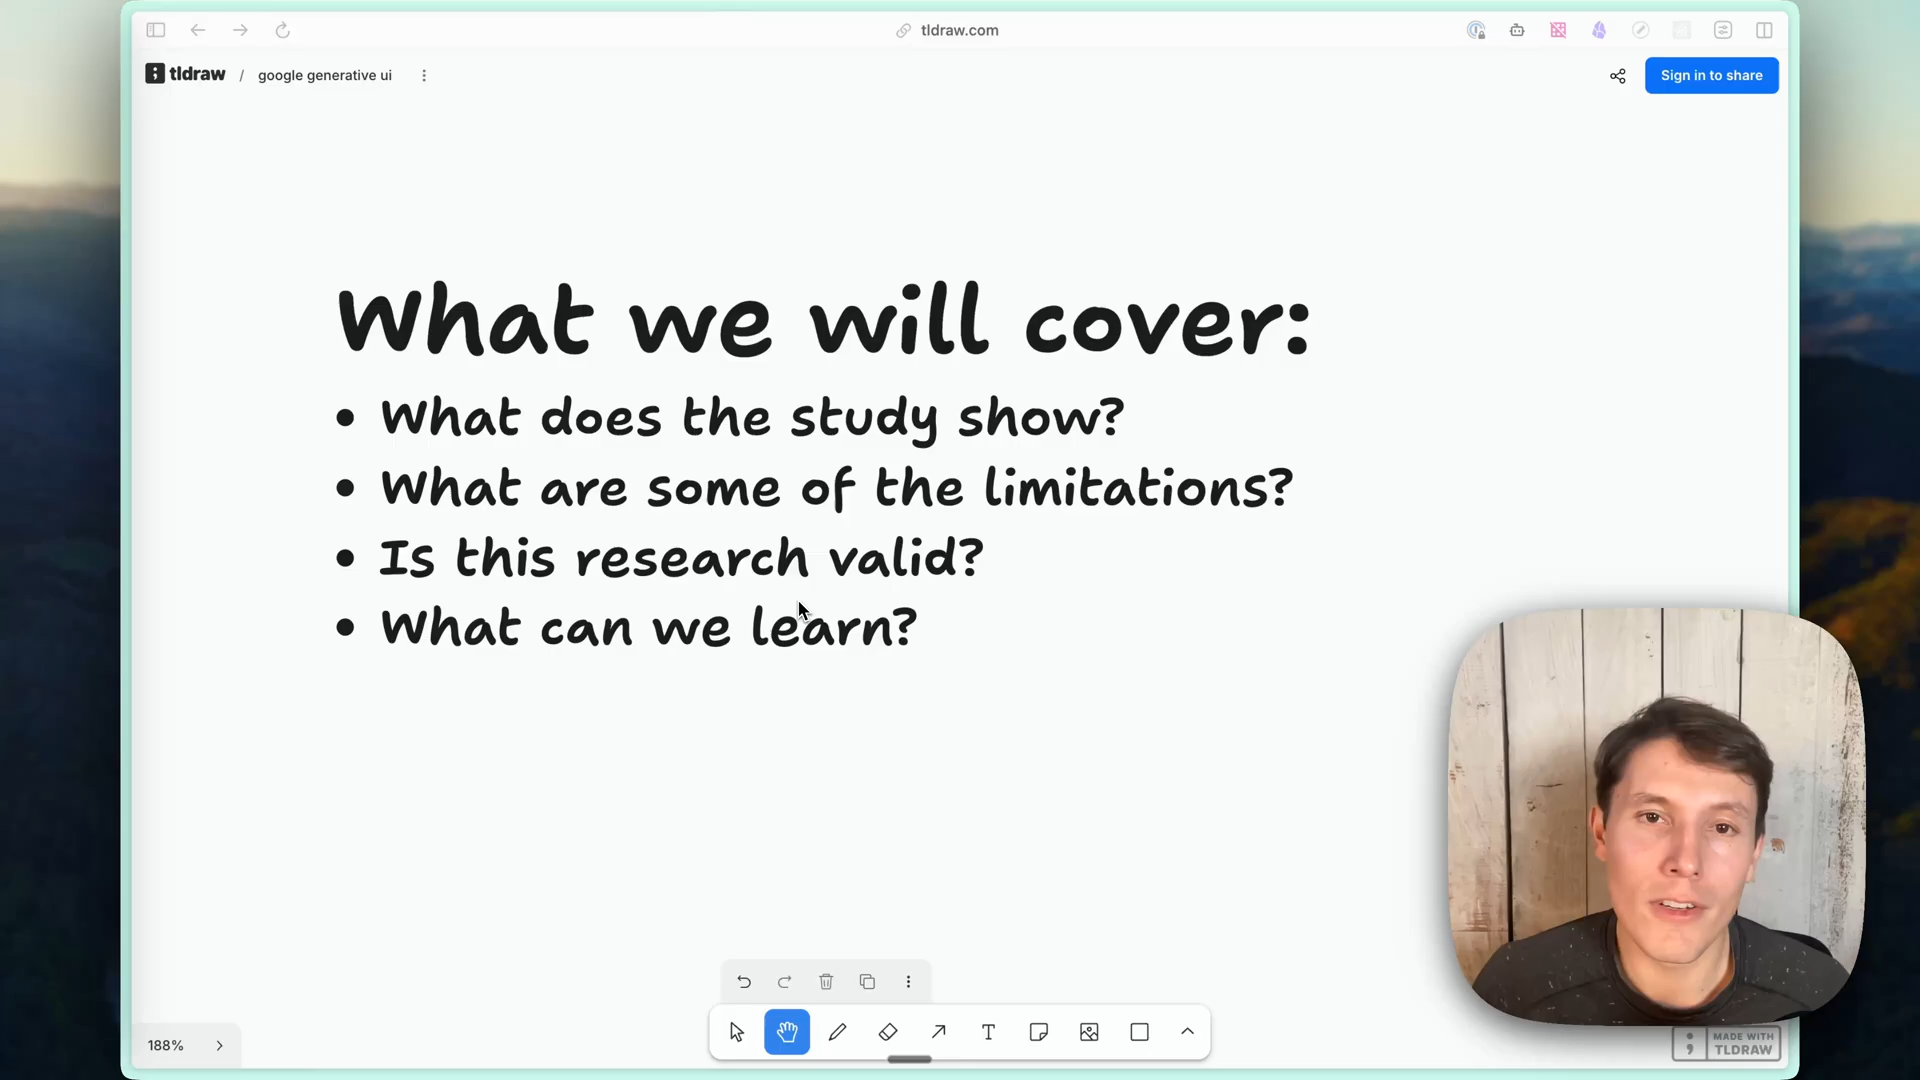 tldraw.com
tldraw / google generative ui
Sign in to share
What we will cover:
• What does the study show?
• What are some of the limitations?
• Is this research valid?
• What can we learn?
188%
MADE WITH
TLDRAW